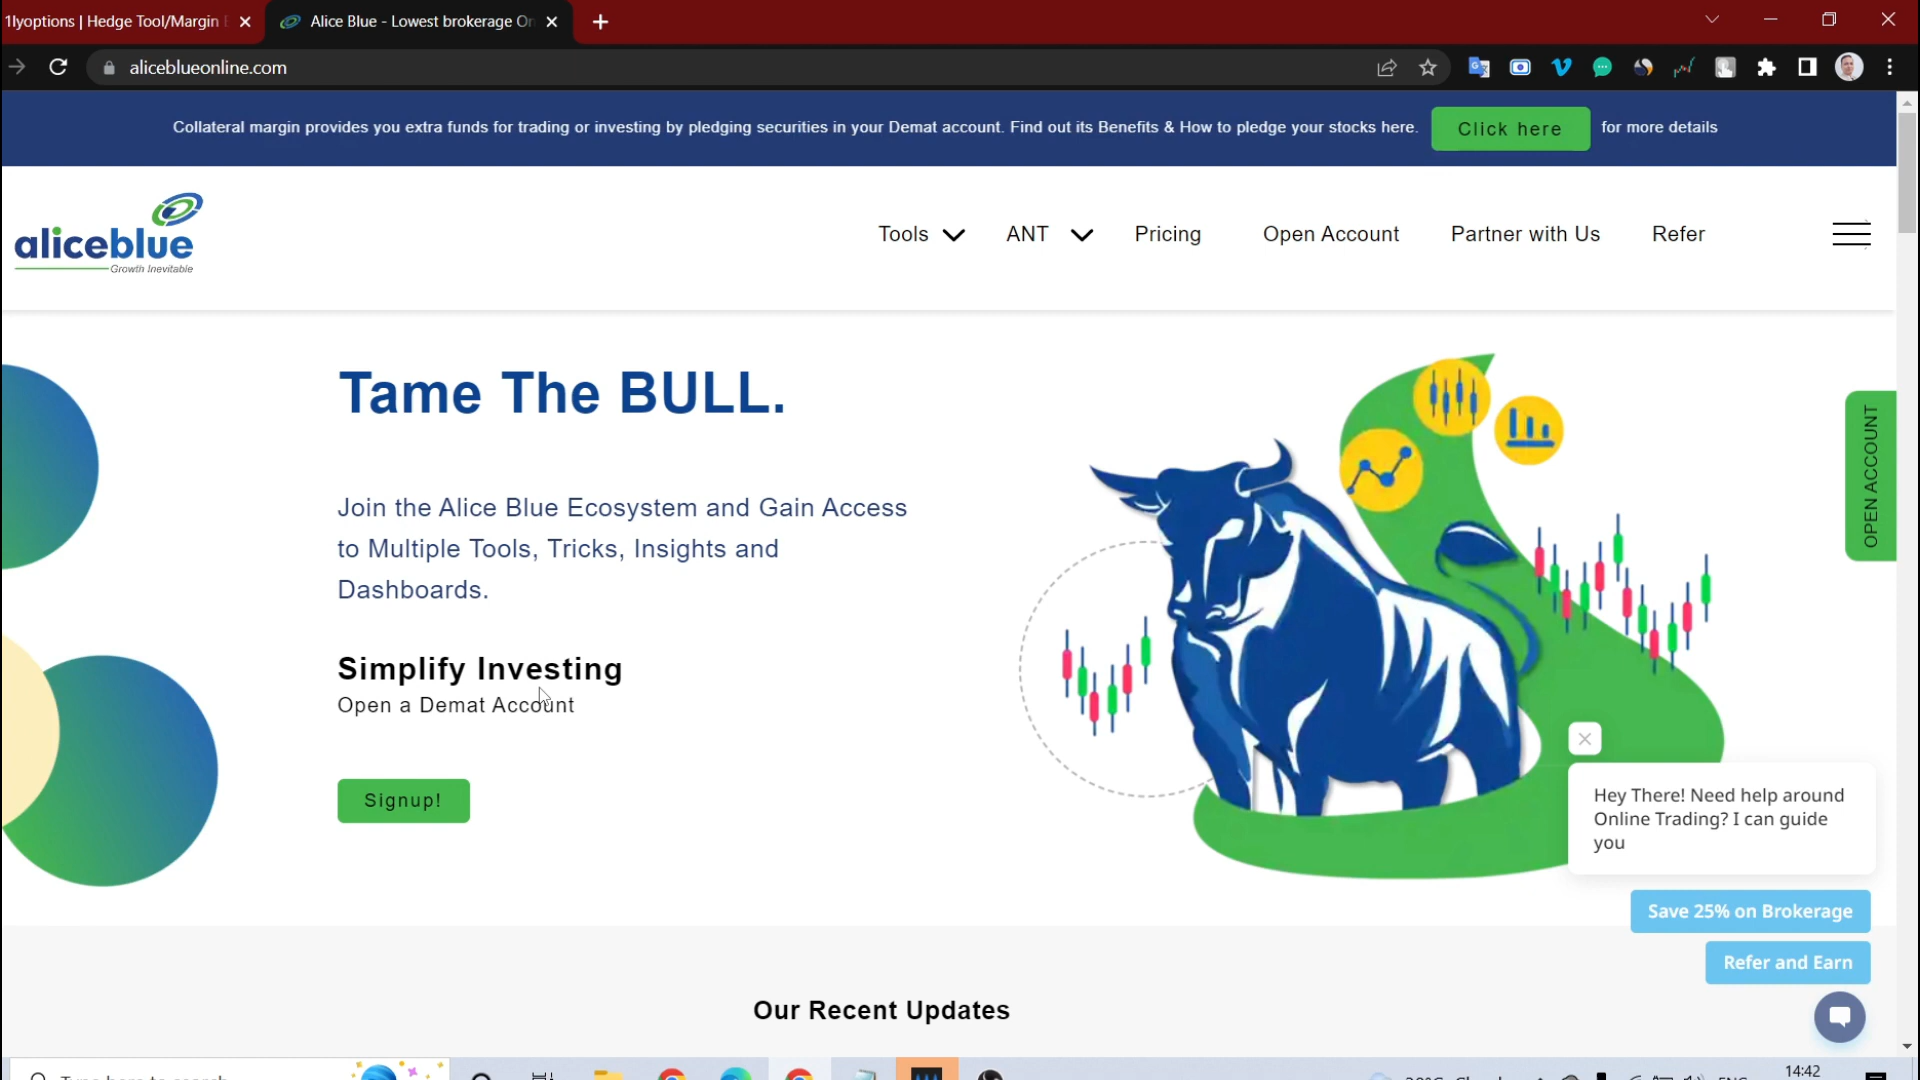 1lyoptions | Hedge Tool/Margin
Alice Blue - Lowest brokerage On
aliceblueonline.com
Collateral margin provides you extra funds for trading or investing by pledging securities in your Demat account. Find out its Benefits & How to pledge your stocks here. Click here for more details
aliceblue
Growth Inevitable
Tools ANT Pricing Open Account Partner with Us Refer
Tame The BULL.
Join the Alice Blue Ecosystem and Gain Access
to Multiple Tools, Tricks, Insights and
Dashboards.
Simplify Investing
Open a Demat Account
Signup!
OPEN ACCOUNT
Hey There! Need help around
Online Trading? I can guide
you
Save 25% on Brokerage
Refer and Earn
Our Recent Updates
14:42